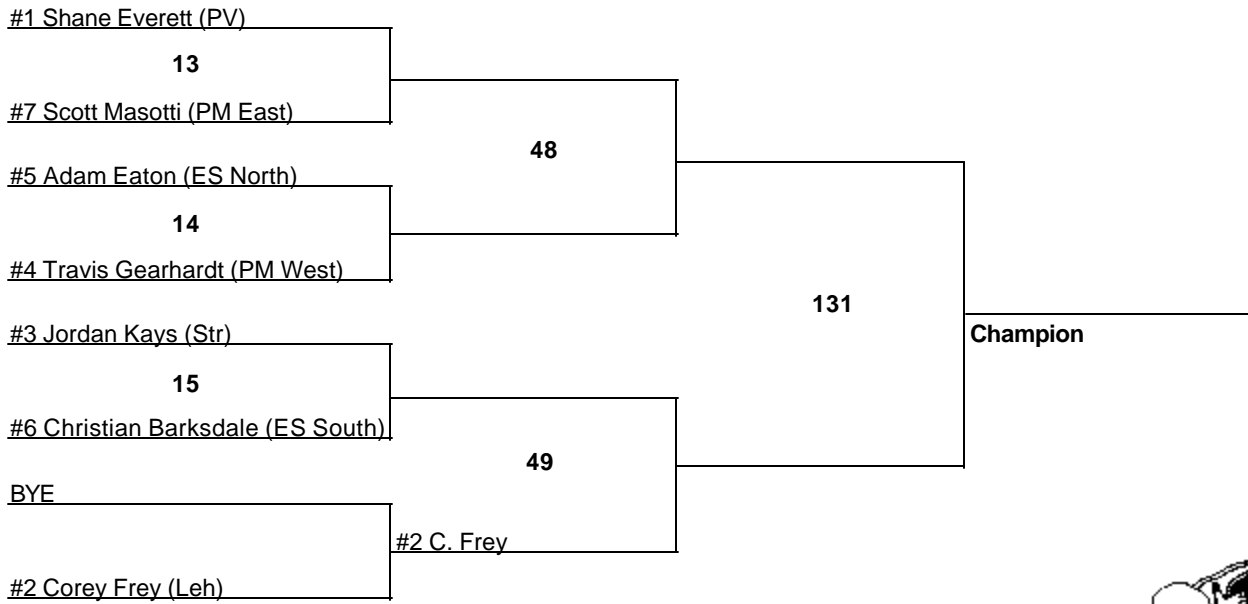 #1 Shane Everett (PV)
13
#7 Scott Masotti (PM East)
48
#5 Adam Eaton (ES North)
14
#4 Travis Gearhardt (PM West)
131
#3 Jordan Kays (Str)
Champion
15
#6 Christian Barksdale (ES South)
49
BYE
#2 C. Frey
#2 Corey Frey (Leh)